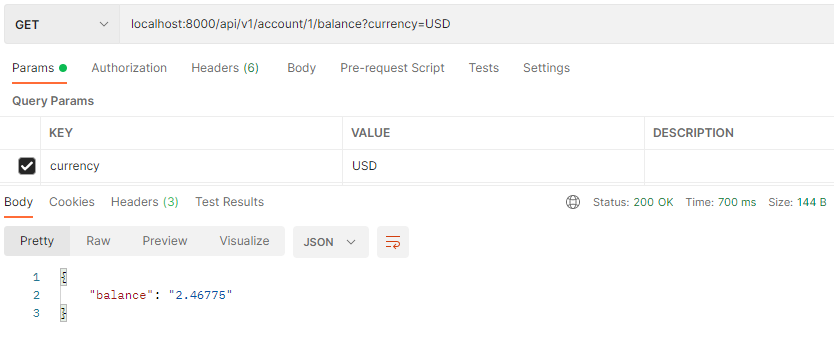 GET localhost:8000/api/v1/account/1/balance?currency=USD
Params Authorization Headers (6) Body Pre-request Script Tests Settings
Query Params
KEY VALUE DESCRIPTION
currency USD
Body Cookies Headers (3) Test Results Status: 200 OK Time: 700 ms Size: 144 B
Pretty Raw Preview Visualize JSON
1 {
2 "balance": "2.46775"
3 }